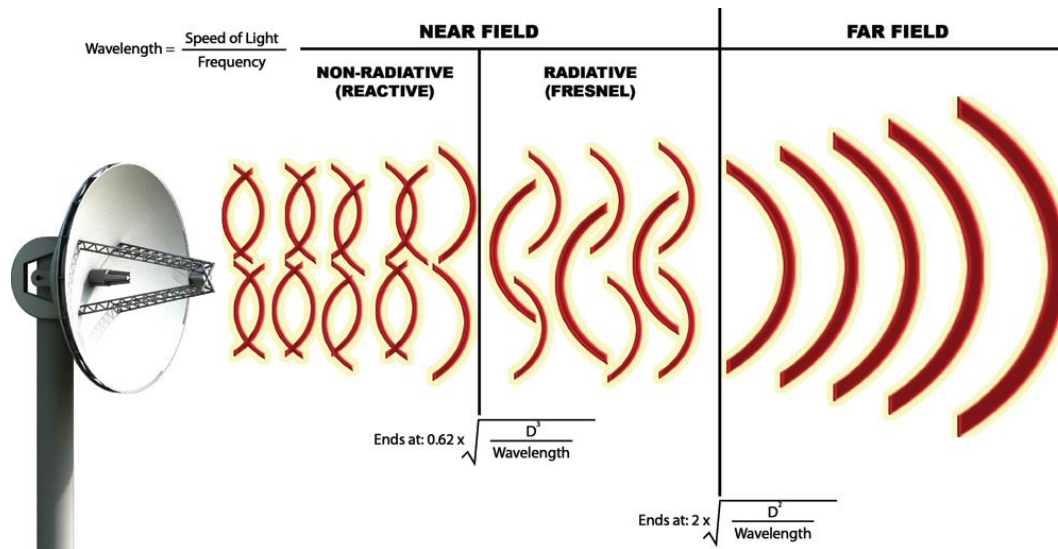 Wavelength = Speed of Light
Frequency
NEAR FIELD
FAR FIELD
NON-RADIATIVE
(REACTIVE)
RADIATIVE
(FRESNEL)
Ends at: 0.62 x √ D³
Wavelength
Ends at: 2 x √ D²
Wavelength